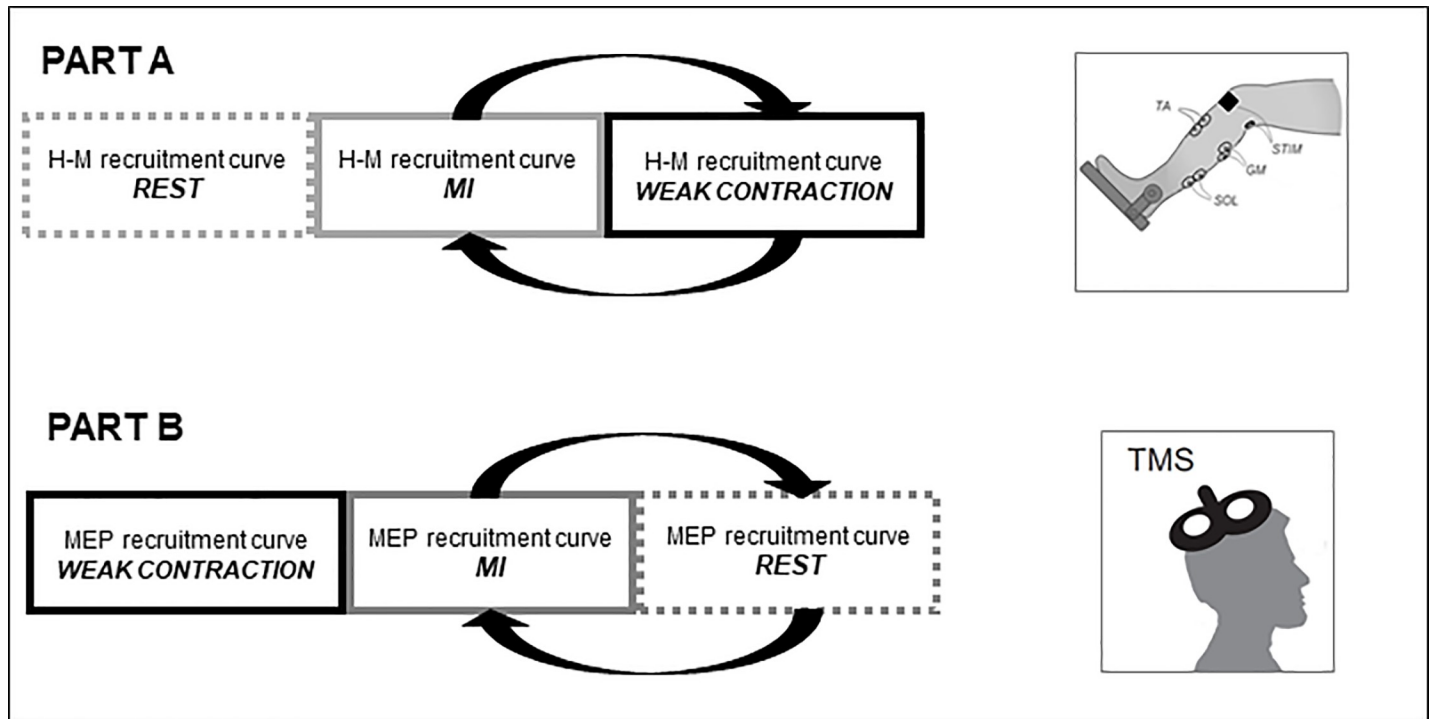 PART A
H-M recruitment curve
REST
H-M recruitment curve
MI
H-M recruitment curve
WEAK CONTRACTION
TA
STIM
GM
SOL
PART B
MEP recruitment curve
WEAK CONTRACTION
MEP recruitment curve
MI
MEP recruitment curve
REST
TMS